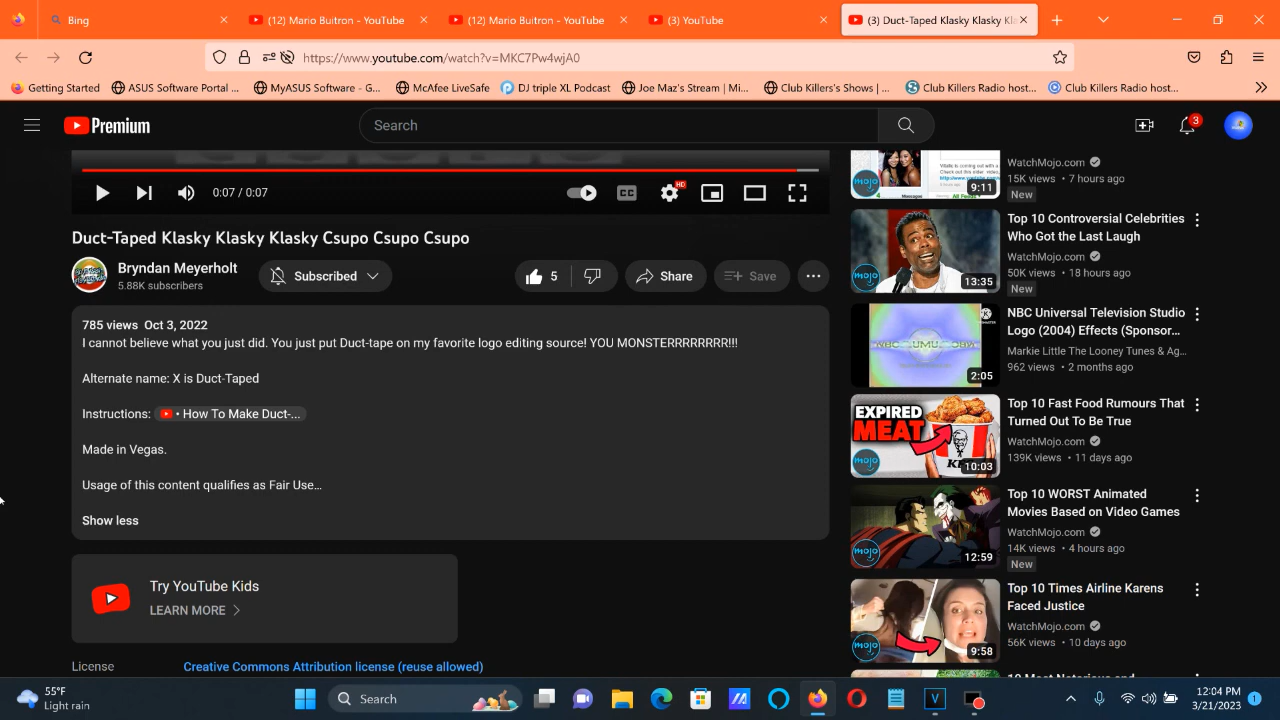 Bing
(12) Mario Buitron - YouTube
(12) Mario Buitron - YouTube
(3) YouTube
(3) Duct-Taped Klasky Klasky Kla
https://www.youtube.com/watch?v=MKC7Pw4wjA0
Getting Started
ASUS Software Portal ...
MyASUS Software - G...
McAfee LiveSafe
DJ triple XL Podcast
Joe Maz's Stream | Mi...
Club Killers's Shows | ...
Club Killers Radio host...
Club Killers Radio host...
Premium
Search
3
0:07 / 0:07
CC
HD
Duct-Taped Klasky Klasky Klasky Csupo Csupo Csupo
Bryndan Meyerholt
5.88K subscribers
Subscribed
5
Share
Save
785 views Oct 3, 2022
I cannot believe what you just did. You just put Duct-tape on my favorite logo editing source! YOU MONSTERRRRRRRR!!!
Alternate name: X is Duct-Taped
Instructions: • How To Make Duct-...
Made in Vegas.
Usage of this content qualifies as Fair Use...
Show less
Try YouTube Kids
LEARN MORE
License
Creative Commons Attribution license (reuse allowed)
mojo
9:11
WatchMojo.com
15K views • 7 hours ago
New
mojo
13:35
Top 10 Controversial Celebrities
Who Got the Last Laugh
WatchMojo.com
50K views • 18 hours ago
New
2:05
NBC Universal Television Studio
Logo (2004) Effects (Sponsor...
Markie Little The Looney Tunes & Ag...
962 views • 2 months ago
EXPIRED
MEAT
mojo
10:03
Top 10 Fast Food Rumours That
Turned Out To Be True
WatchMojo.com
139K views • 11 days ago
mojo
12:59
Top 10 WORST Animated
Movies Based on Video Games
WatchMojo.com
14K views • 4 hours ago
New
mojo
9:58
Top 10 Times Airline Karens
Faced Justice
WatchMojo.com
56K views • 10 days ago
55°F
Light rain
Search
12:04 PM
3/21/2023
1